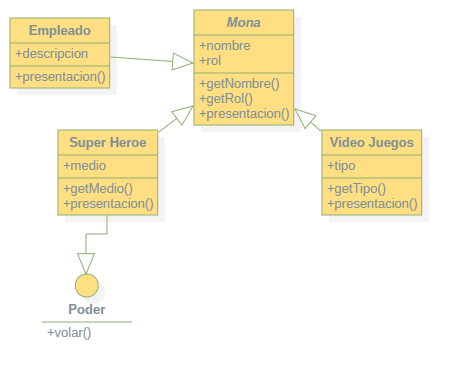 Empleado
+descripcion
+presentacion()
Mona
+nombre
+rol
+getNombre()
+getRol()
+presentacion()
Super Heroe
+medio
+getMedio()
+presentacion()
Video Juegos
+tipo
+getTipo()
+presentacion()
Poder
+volar()